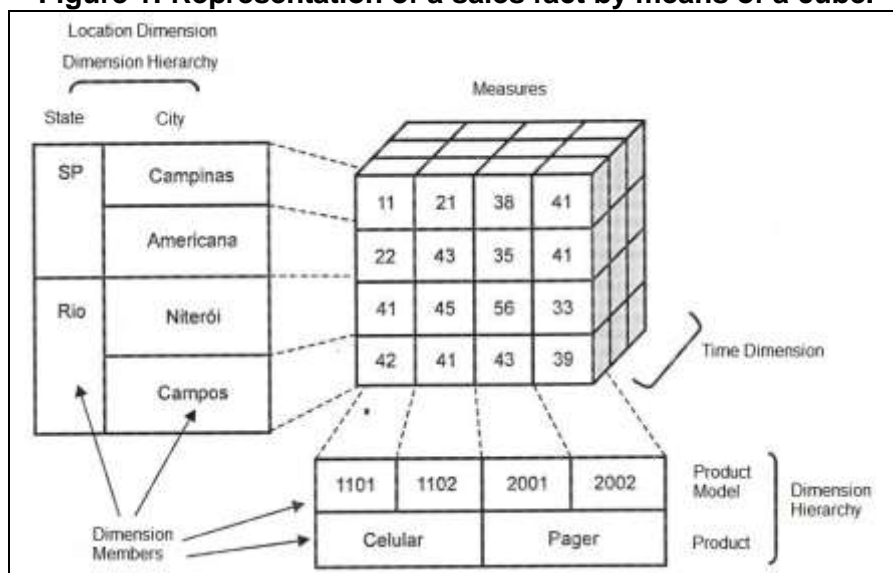 Figure 1. Representation of a sales fact by means of a cube.
Location Dimension
Dimension Hierarchy
Measures
State City
SP Campinas
11 21 38 41
Americana
22 43 35 41
Rio Niterói
41 45 56 33
Time Dimension
42 41 43 39
Campos
1101 1102 2001 2002
Product
Model
Dimension
Hierarchy
Dimension
Members
Celular Pager
Product